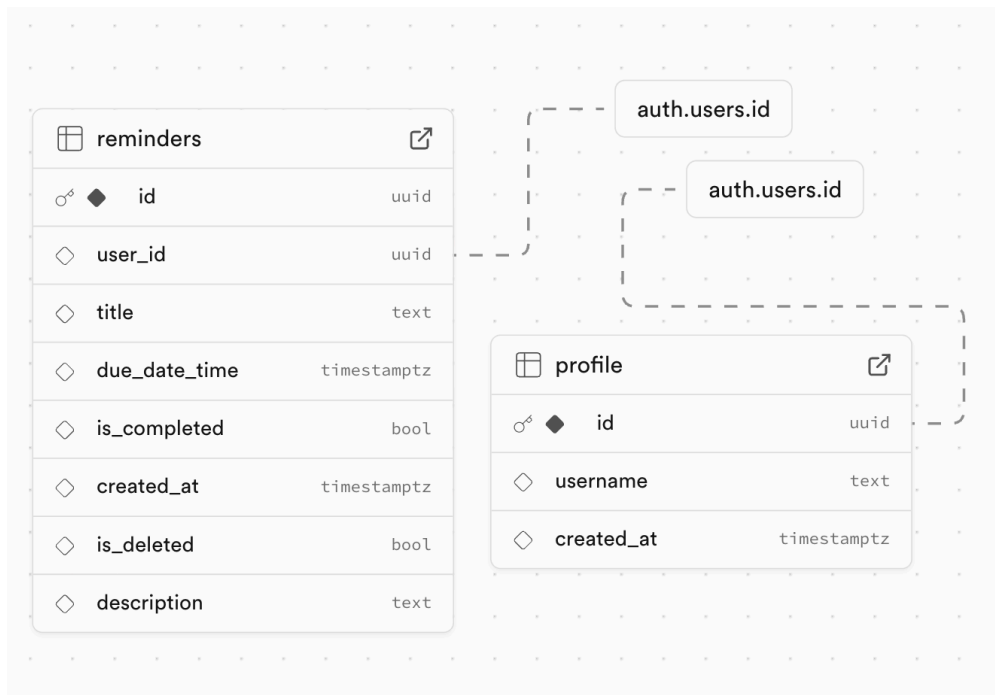 reminders
id uuid
user_id uuid
title text
due_date_time timestamptz
is_completed bool
created_at timestamptz
is_deleted bool
description text
auth.users.id
auth.users.id
profile
id uuid
username text
created_at timestamptz